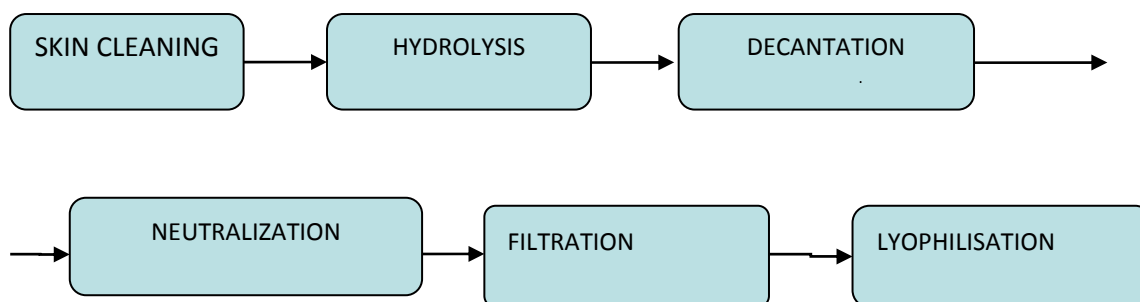 SKIN CLEANING
HYDROLYSIS
DECANTATION
.
NEUTRALIZATION
FILTRATION
LYOPHILISATION